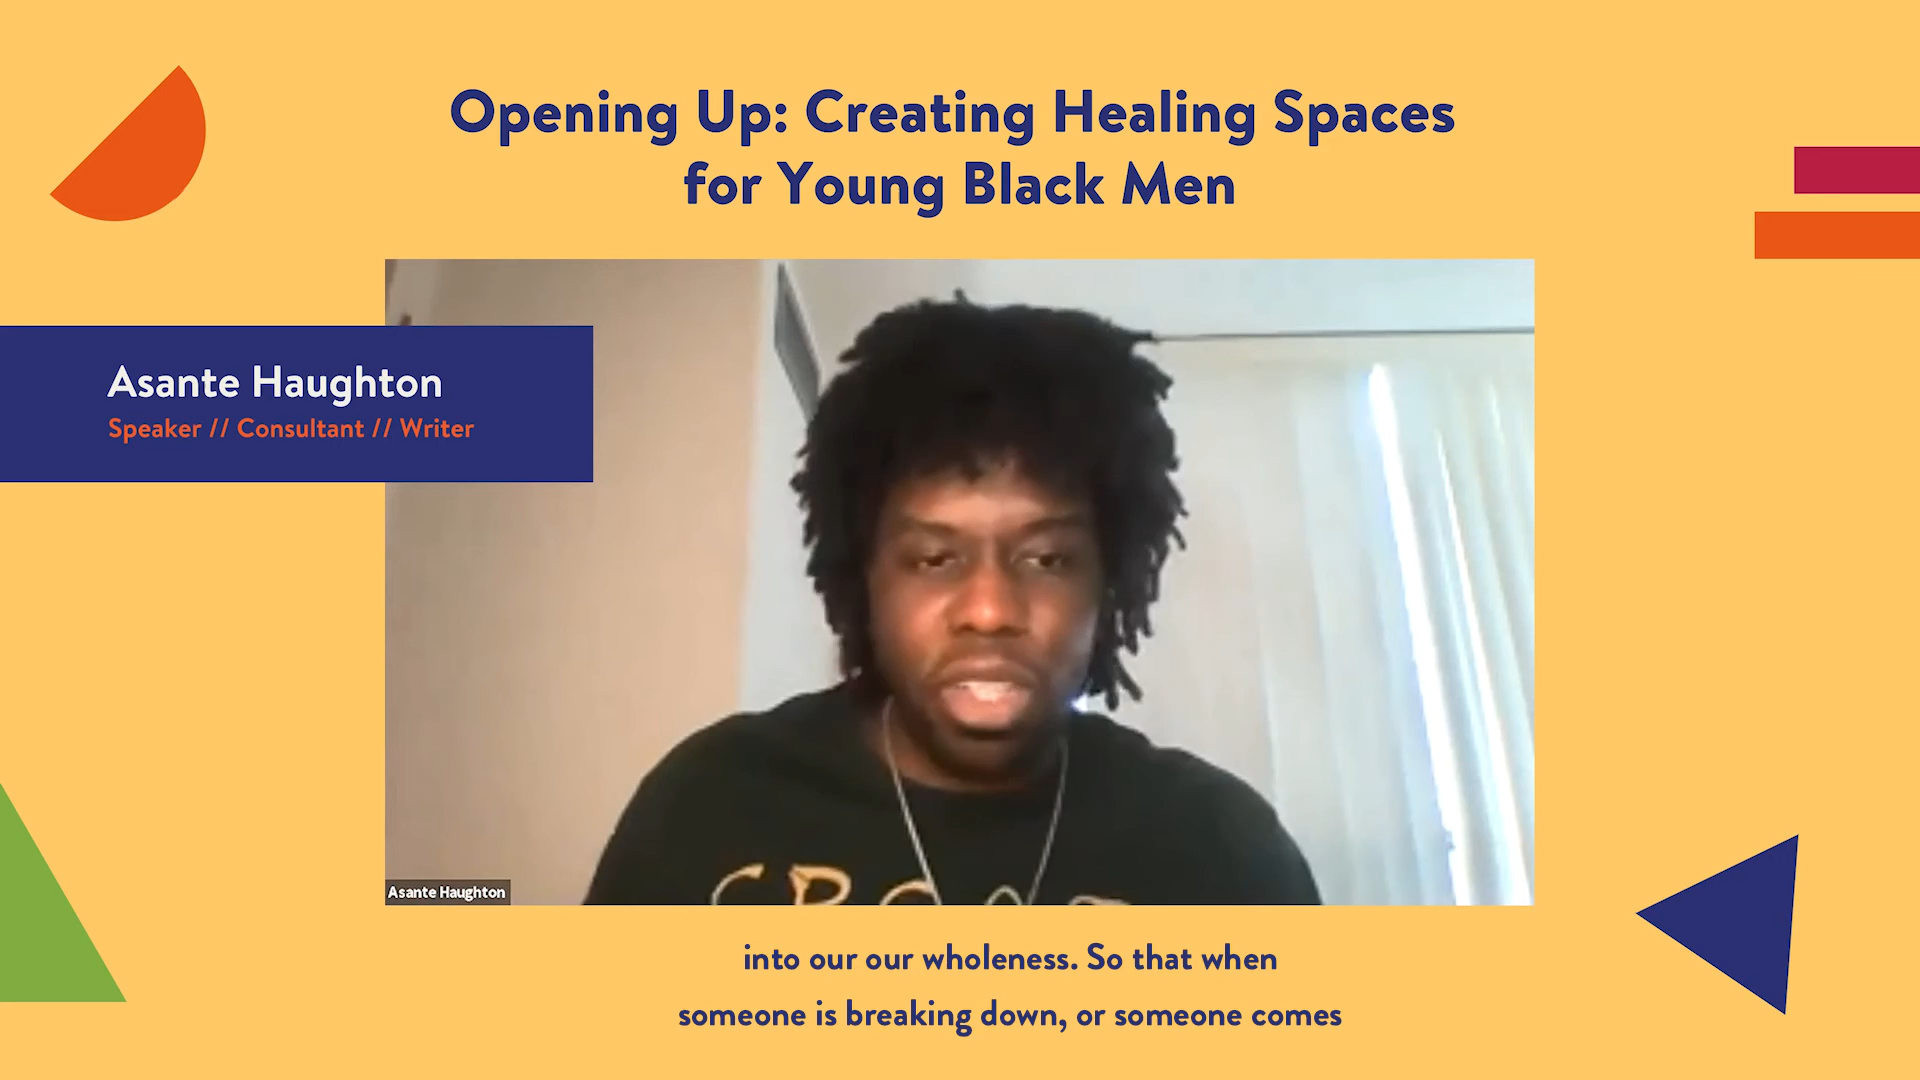 Opening Up: Creating Healing Spaces
for Young Black Men
Asante Haughton
Speaker // Consultant // Writer
Asante Haughton
into our our wholeness. So that when
someone is breaking down, or someone comes